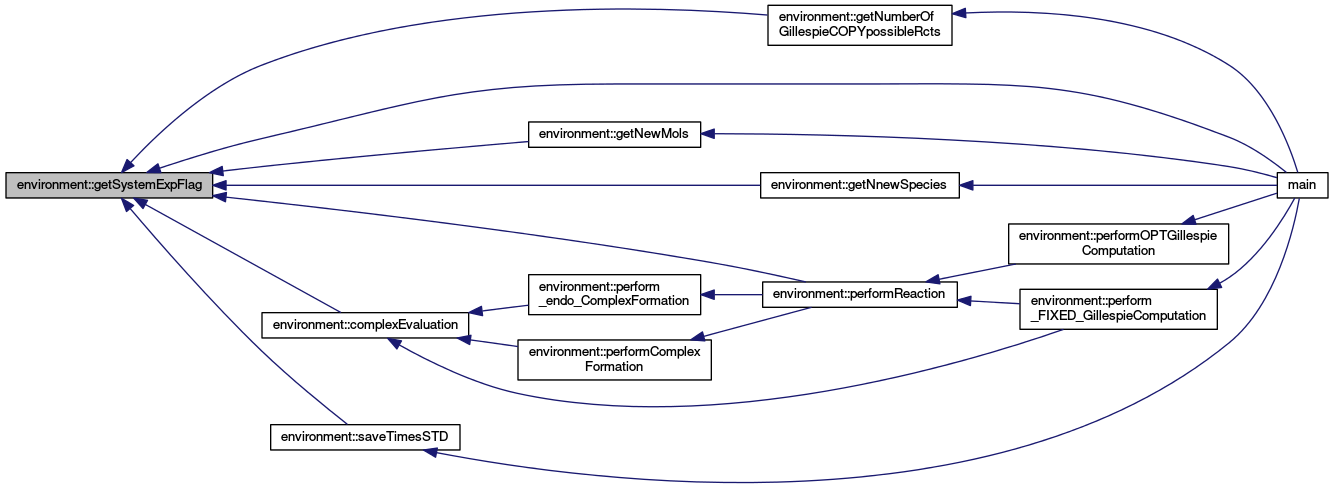 environment::getNumberOf
GillespieCOPYpossibleRcts
environment::getNewMols
environment::getSystemExpFlag
environment::getNnewSpecies
main
environment::performOPTGillespie
Computation
environment::perform
_endo_ComplexFormation
environment::performReaction
environment::perform
_FIXED_GillespieComputation
environment::complexEvaluation
environment::performComplex
Formation
environment::saveTimesSTD